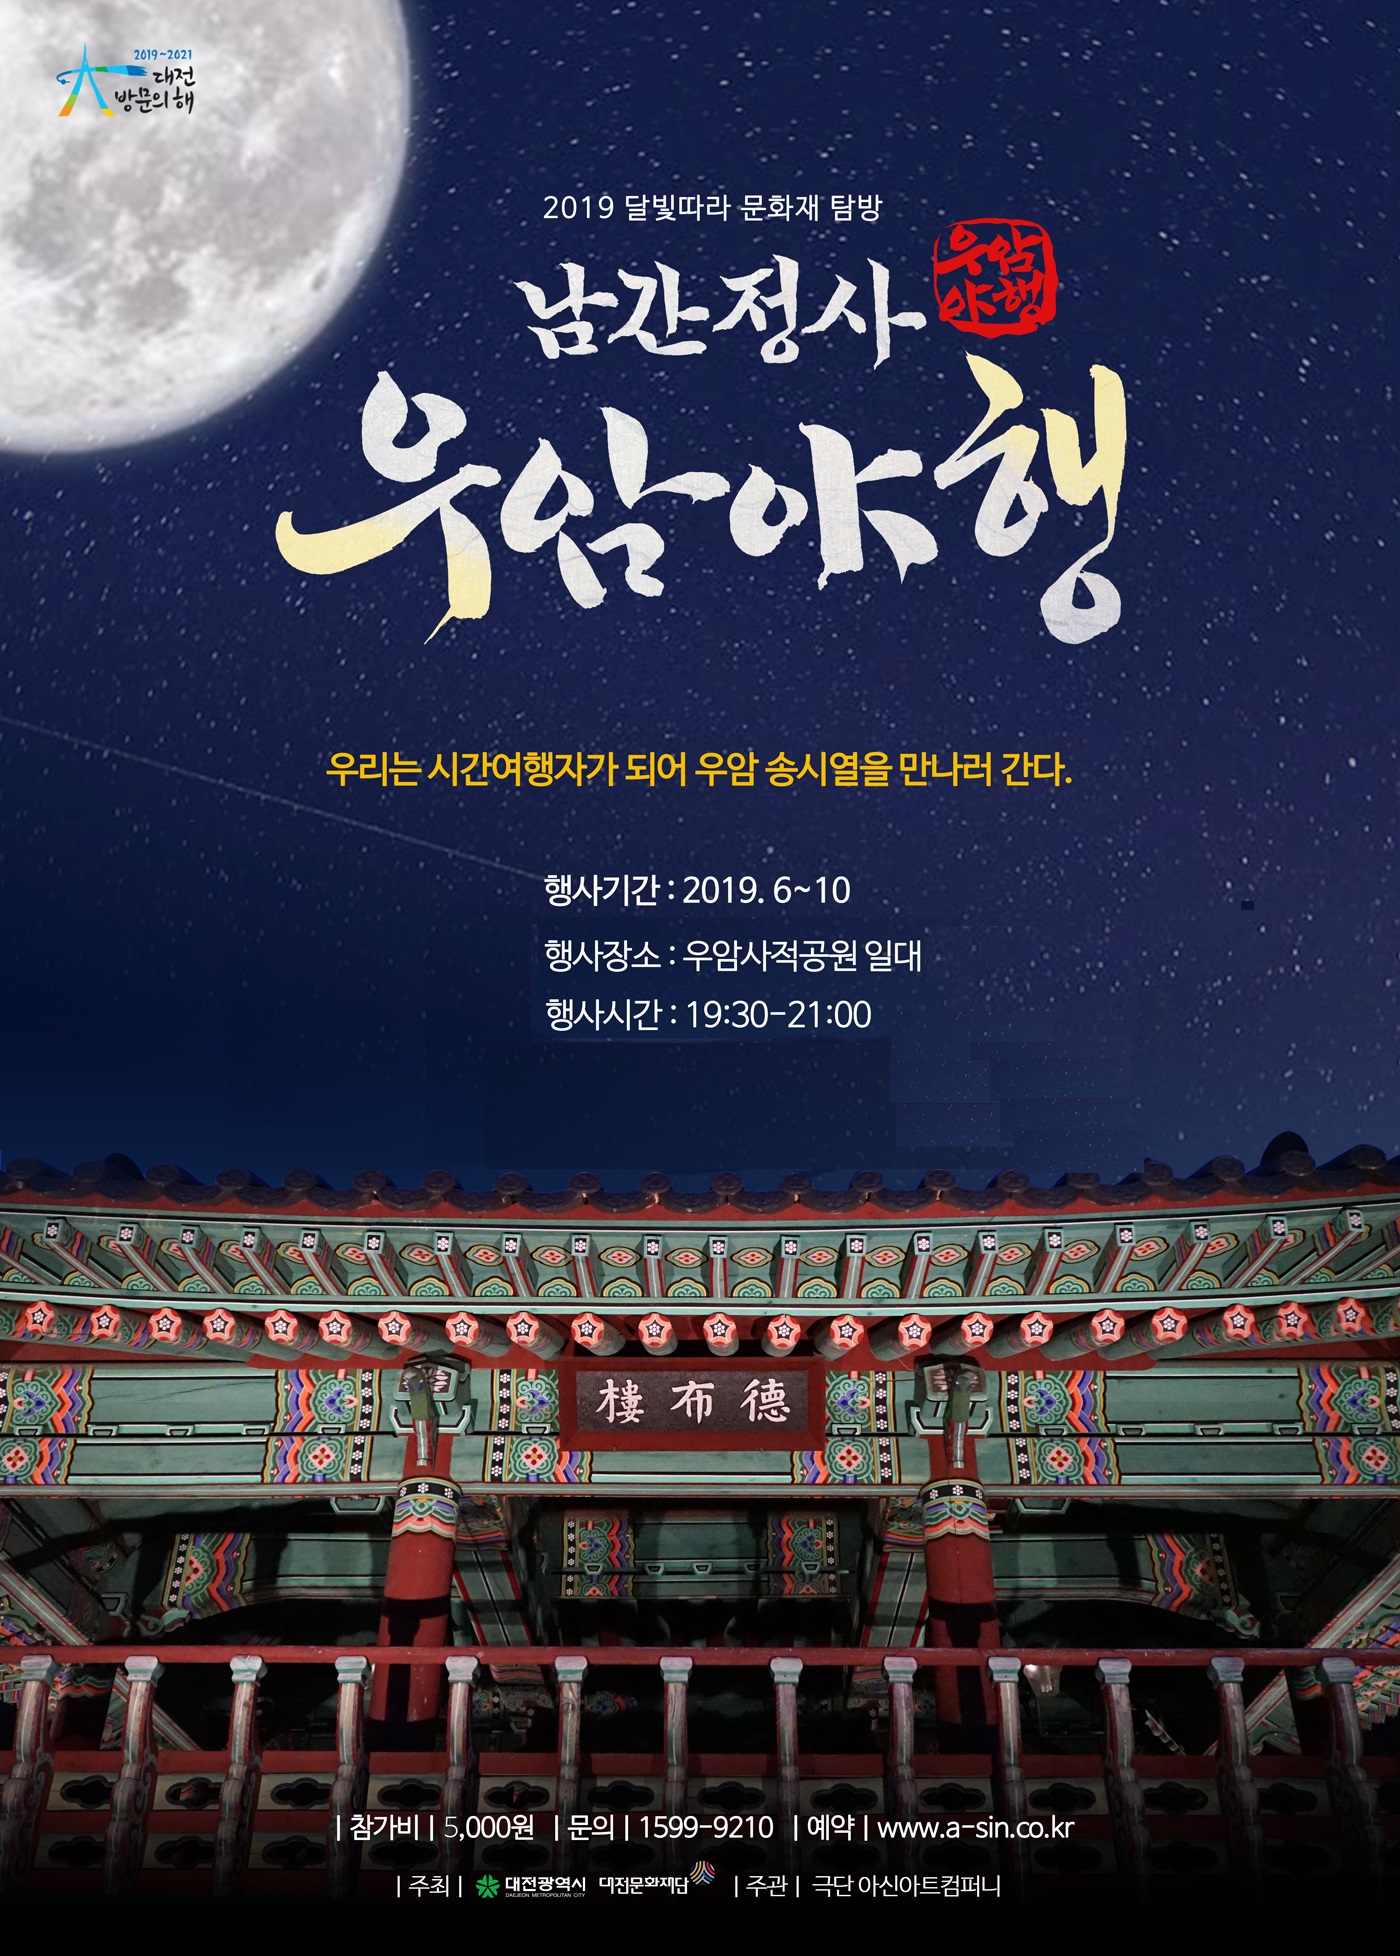 2019~2021
대전
방문의 해
2019 달빛따라 문화재 탐방
남간정사
우암
야행
우암야행
우리는 시간여행자가 되어 우암 송시열을 만나러 간다.
행사기간 : 2019. 6~10
행사장소 : 우암사적공원 일대
행사시간 : 19:30-21:00
樓布德
| 참가비 | 5,000원 | 문의 | 1599-9210 | 예약 | www.a-sin.co.kr
| 주최 | 대전광역시 DAEJEON METROPOLITAN CITY 대전문화재단 | 주관 | 극단 아신아트컴퍼니